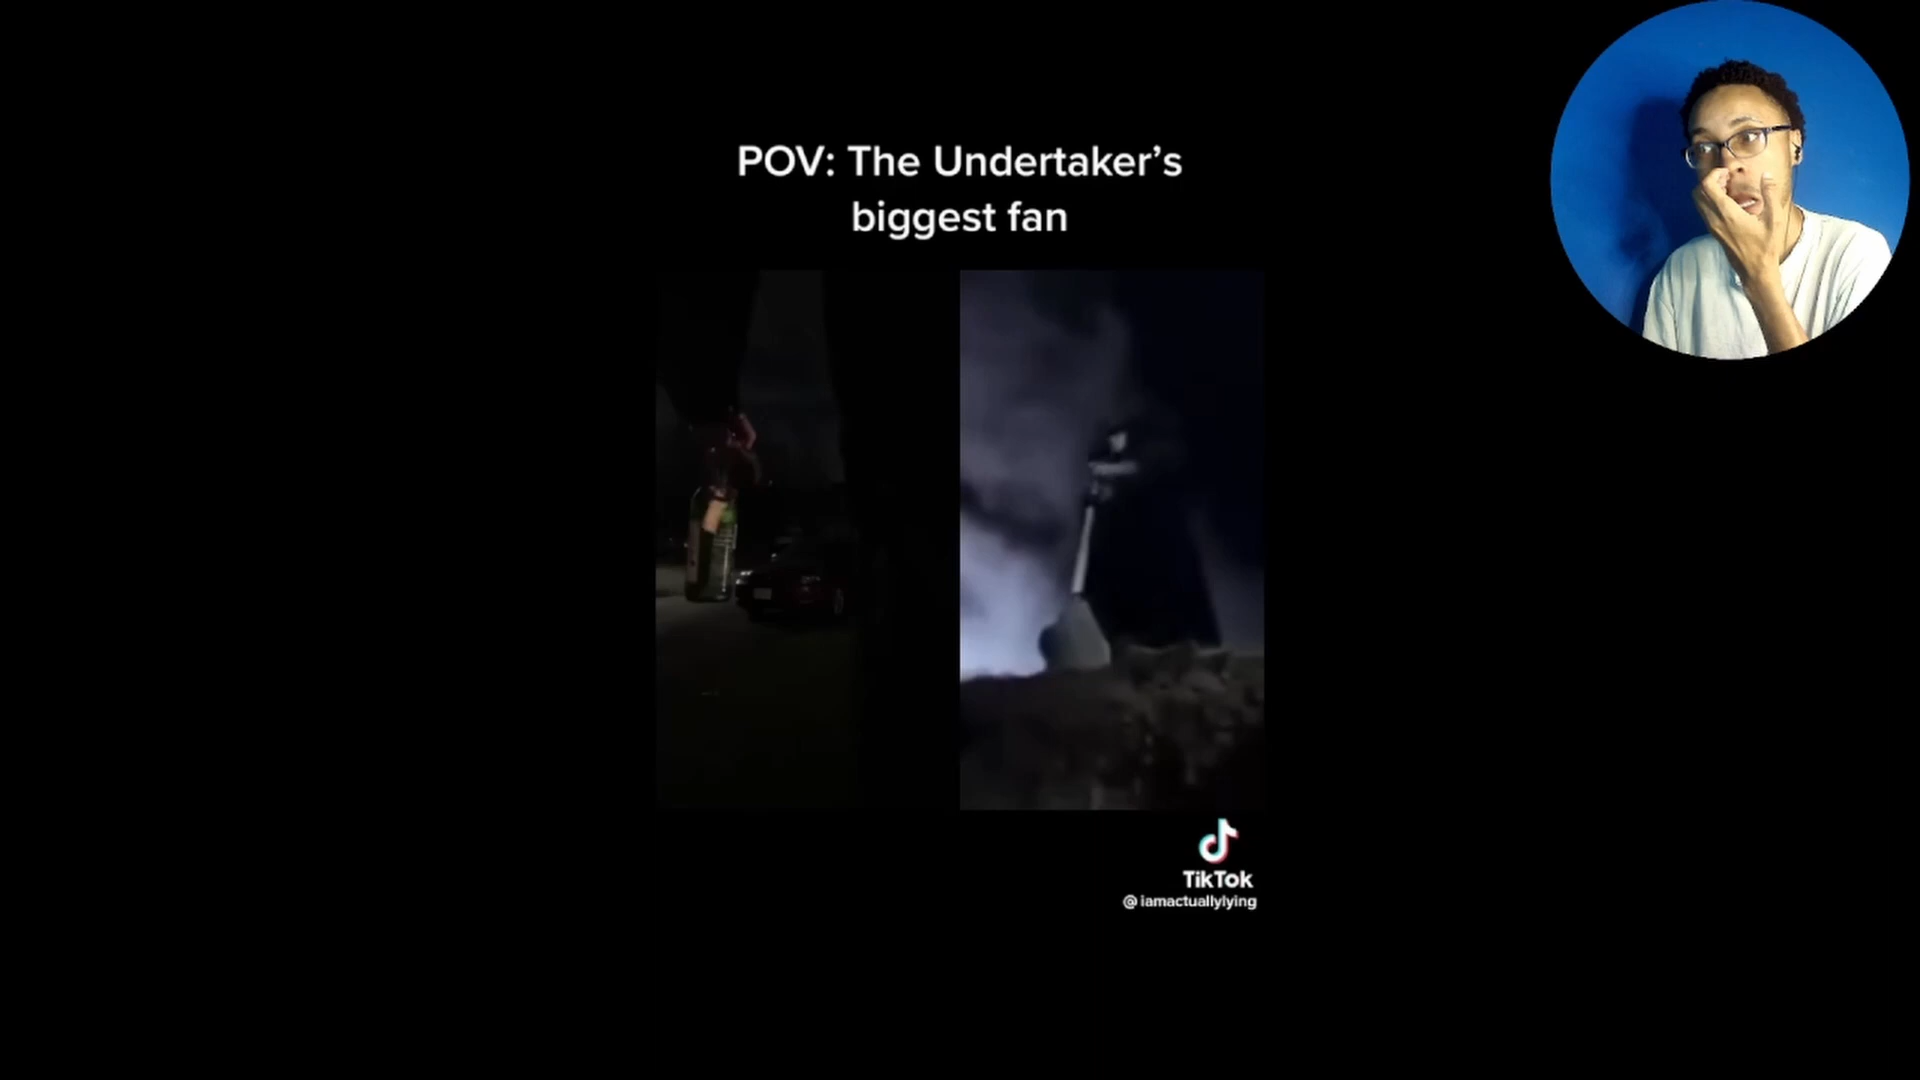 POV: The Undertaker’s
biggest fan
TikTok
@iamactuallylying